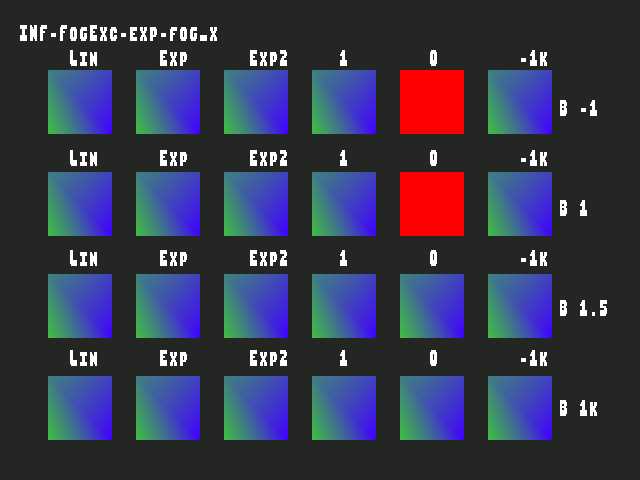 INF-FogExc-exp-fog_x
Lin Exp Exp2 1 0 -1K
B -1
Lin Exp Exp2 1 0 -1K
B 1
Lin Exp Exp2 1 0 -1K
B 1.5
Lin Exp Exp2 1 0 -1K
B 1K